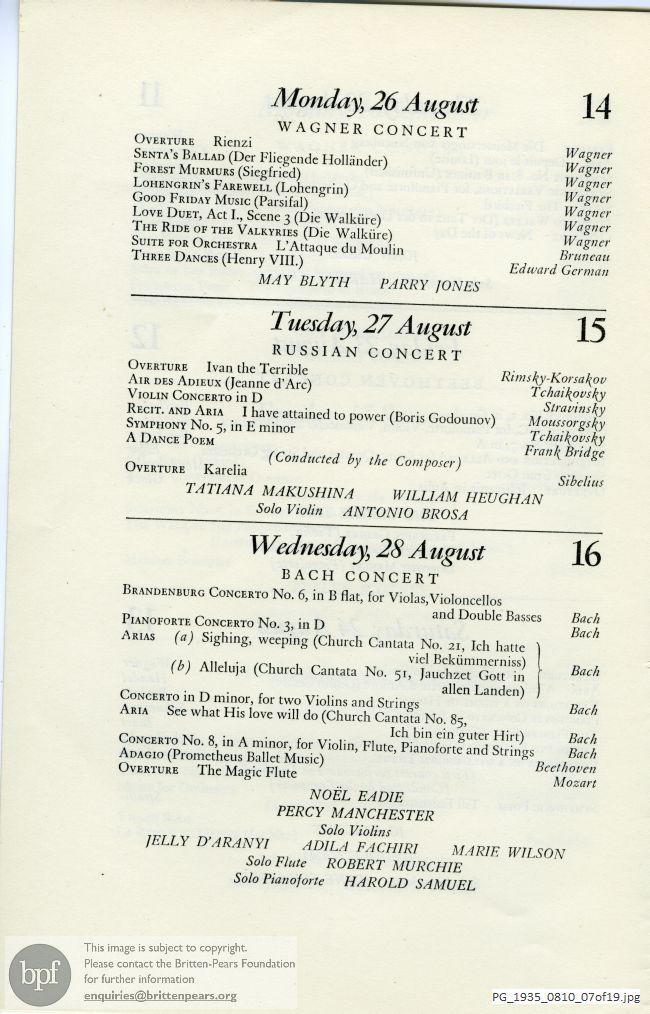 Monday, 26 August 14
WAGNER CONCERT
OVERTURE Rienzi Wagner
SENTA'S BALLAD (Der Fliegende Holländer) Wagner
FOREST MURMURS (Siegfried) Wagner
LOHENGRIN'S FAREWELL (Lohengrin) Wagner
GOOD FRIDAY MUSIC (Parsifal) Wagner
LOVE DUET, Act I., Scene 3 (Die Walküre) Wagner
THE RIDE OF THE VALKYRIES (Die Walküre) Wagner
SUITE FOR ORCHESTRA L'Attaque du Moulin Bruneau
THREE DANCES (Henry VIII.) Edward German
MAY BLYTH PARRY JONES
Tuesday, 27 August 15
RUSSIAN CONCERT
OVERTURE Ivan the Terrible Rimsky-Korsakov
AIR DES ADIEUX (Jeanne d'Arc) Tchaikovsky
VIOLIN CONCERTO in D Stravinsky
RECIT. AND ARIA I have attained to power (Boris Godounov) Moussorgsky
SYMPHONY No. 5, in E minor Tchaikovsky
A DANCE POEM Frank Bridge
(Conducted by the Composer)
OVERTURE Karelia Sibelius
TATIANA MAKUSHINA WILLIAM HEUGHAN
Solo Violin ANTONIO BROSA
Wednesday, 28 August 16
BACH CONCERT
BRANDENBURG CONCERTO No. 6, in B flat, for Violas, Violoncellos
and Double Basses Bach
PIANOFORTE CONCERTO No. 3, in D Bach
ARIAS (a) Sighing, weeping (Church Cantata No. 21, Ich hatte
viel Bekümmerniss)
(b) Alleluja (Church Cantata No. 51, Jauchzet Gott in Bach
allen Landen)
CONCERTO in D minor, for two Violins and Strings Bach
ARIA See what His love will do (Church Cantata No. 85,
Ich bin ein guter Hirt) Bach
CONCERTO No. 8, in A minor, for Violin, Flute, Pianoforte and Strings Bach
ADAGIO (Prometheus Ballet Music) Beethoven
OVERTURE The Magic Flute Mozart
NOËL EADIE
PERCY MANCHESTER
Solo Violins
JELLY D'ARANYI ADILA FACHIRI MARIE WILSON
Solo Flute ROBERT MURCHIE
Solo Pianoforte HAROLD SAMUEL
bpf
This image is subject to copyright.
Please contact the Britten-Pears Foundation
for further information
enquiries@brittenpears.org
PG_1935_0810_07of19.jpg